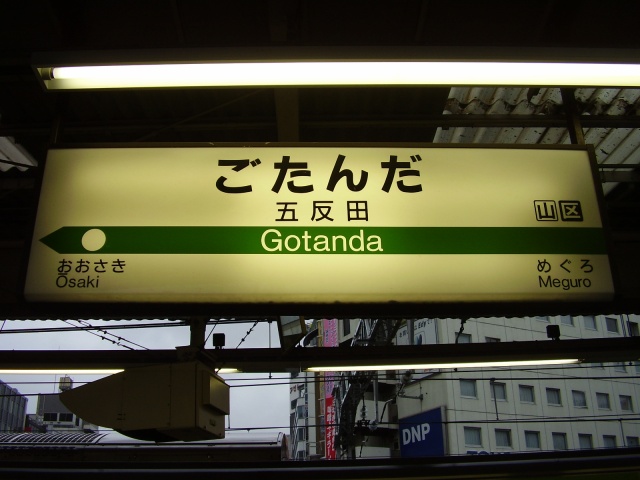 ごたんだ
五反田
山区
Gotanda
おおさき
Ōsaki
めぐろ
Meguro
DNP